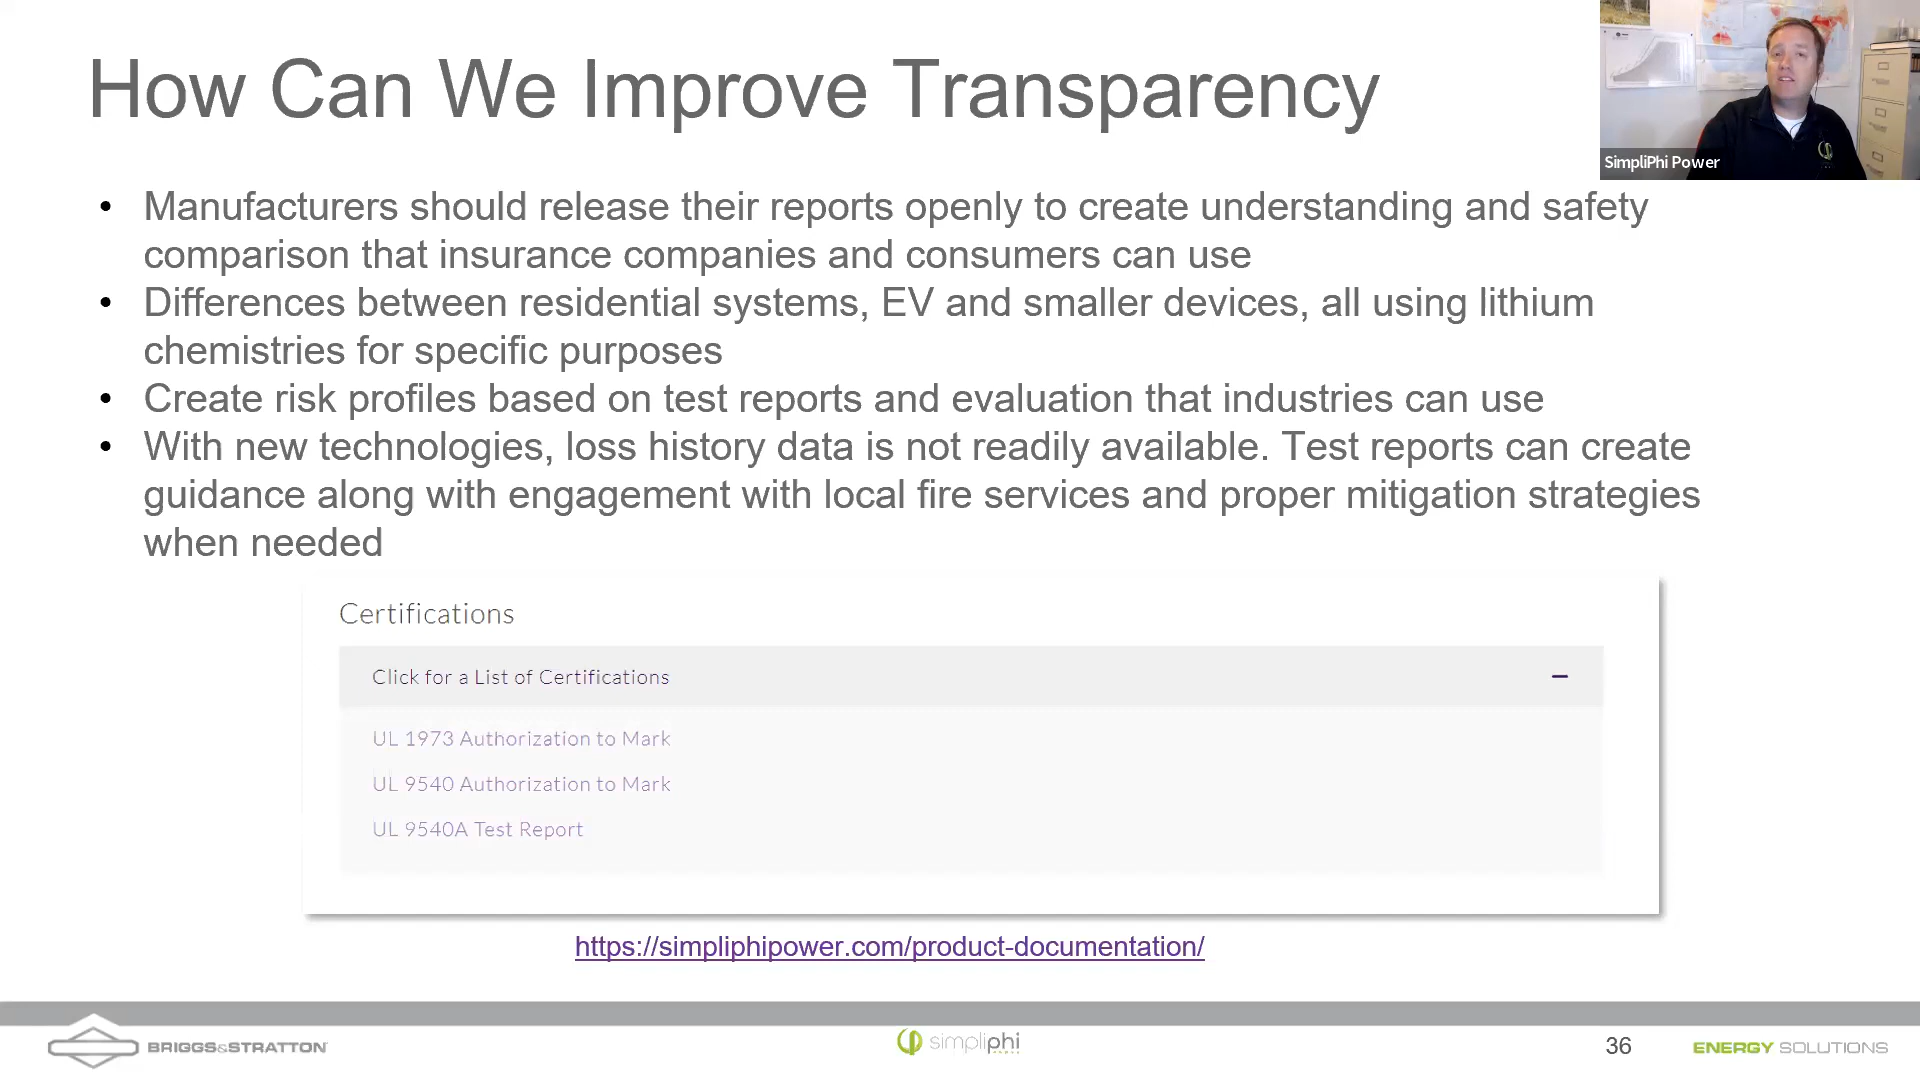 How Can We Improve Transparency
SimpliPhi Power
• Manufacturers should release their reports openly to create understanding and safety
comparison that insurance companies and consumers can use
• Differences between residential systems, EV and smaller devices, all using lithium
chemistries for specific purposes
• Create risk profiles based on test reports and evaluation that industries can use
• With new technologies, loss history data is not readily available. Test reports can create
guidance along with engagement with local fire services and proper mitigation strategies
when needed
Certifications
Click for a List of Certifications
UL 1973 Authorization to Mark
UL 9540 Authorization to Mark
UL 9540A Test Report
https://simpliphipower.com/product-documentation/
BRIGGS&STRATTON
simpliphi
36
ENERGY SOLUTIONS